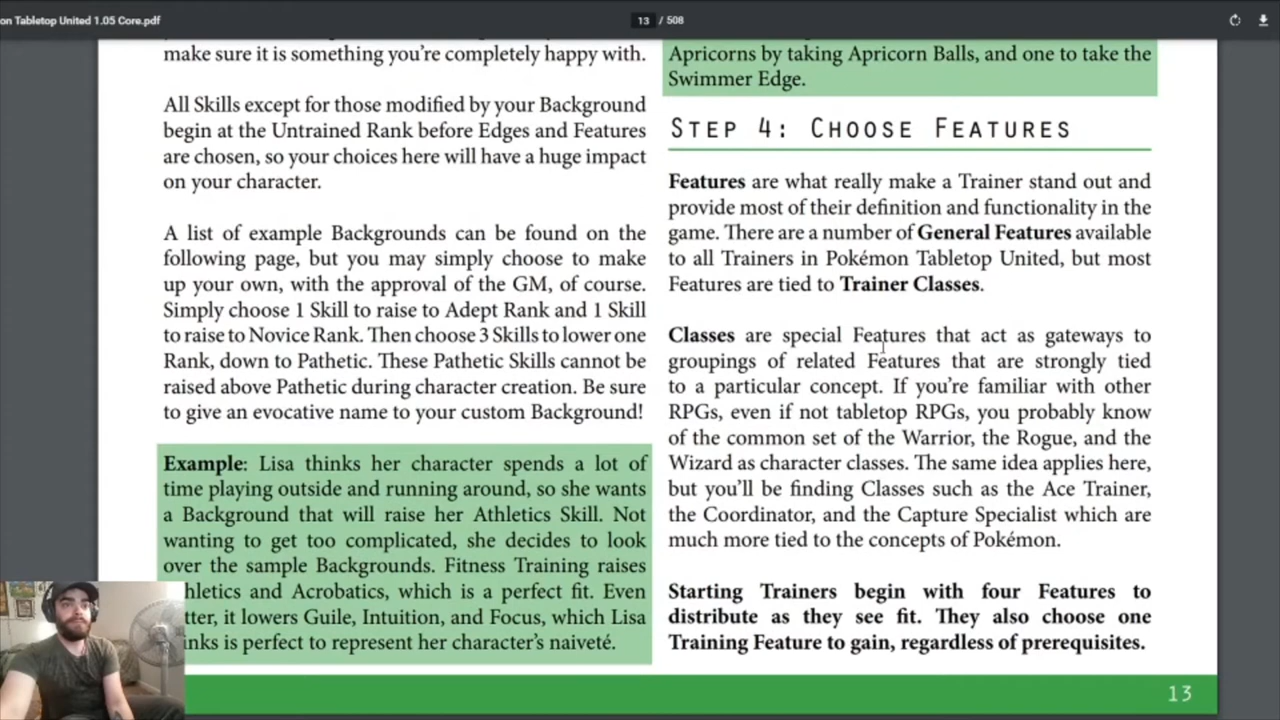 on Tabletop United 1.05 Core.pdf
13 / 508
make sure it is something you're completely happy with.
All Skills except for those modified by your Background
begin at the Untrained Rank before Edges and Features
are chosen, so your choices here will have a huge impact
on your character.
A list of example Backgrounds can be found on the
following page, but you may simply choose to make
up your own, with the approval of the GM, of course.
Simply choose 1 Skill to raise to Adept Rank and 1 Skill
to raise to Novice Rank. Then choose 3 Skills to lower one
Rank, down to Pathetic. These Pathetic Skills cannot be
raised above Pathetic during character creation. Be sure
to give an evocative name to your custom Background!
Example: Lisa thinks her character spends a lot of
time playing outside and running around, so she wants
a Background that will raise her Athletics Skill. Not
wanting to get too complicated, she decides to look
over the sample Backgrounds. Fitness Training raises
hletics and Acrobatics, which is a perfect fit. Even
tter, it lowers Guile, Intuition, and Focus, which Lisa
inks is perfect to represent her character's naiveté.
Apricorns by taking Apricorn Balls, and one to take the
Swimmer Edge.
STEP 4: CHOOSE FEATURES
Features are what really make a Trainer stand out and
provide most of their definition and functionality in the
game. There are a number of General Features available
to all Trainers in Pokémon Tabletop United, but most
Features are tied to Trainer Classes.
Classes are special Features that act as gateways to
groupings of related Features that are strongly tied
to a particular concept. If you're familiar with other
RPGs, even if not tabletop RPGs, you probably know
of the common set of the Warrior, the Rogue, and the
Wizard as character classes. The same idea applies here,
but you'll be finding Classes such as the Ace Trainer,
the Coordinator, and the Capture Specialist which are
much more tied to the concepts of Pokémon.
Starting Trainers begin with four Features to
distribute as they see fit. They also choose one
Training Feature to gain, regardless of prerequisites.
13